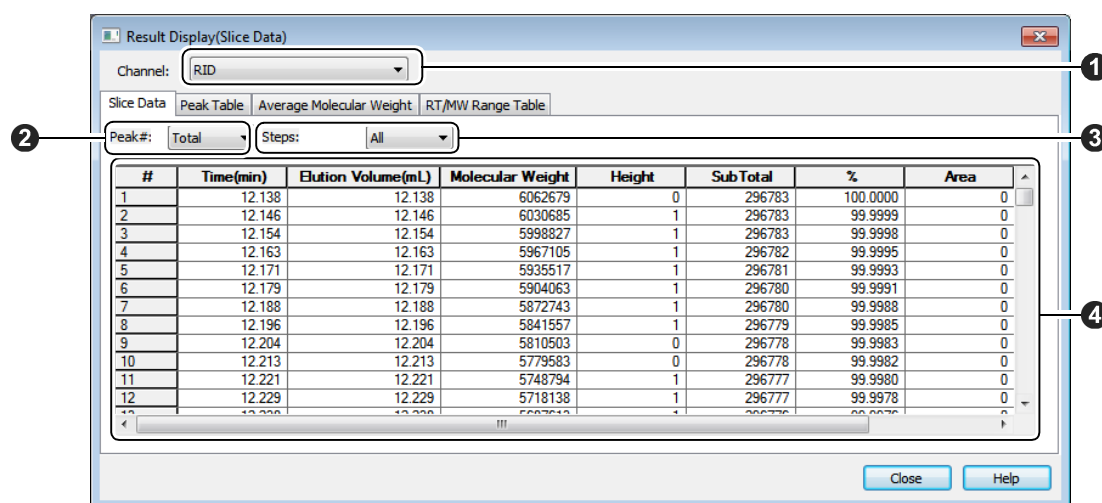 Result Display(Slice Data)
Channel: RID
1
Slice Data Peak Table Average Molecular Weight RT/MW Range Table
2 Peak#: Total Steps: All 3
# Time(min) Elution Volume(mL) Molecular Weight Height SubTotal % Area
1 12.138 12.138 6062679 0 296783 100.0000 0
2 12.146 12.146 6030685 1 296783 99.9999 0
3 12.154 12.154 5998827 1 296783 99.9998 0
4 12.163 12.163 5967105 1 296782 99.9995 0
5 12.171 12.171 5935517 1 296781 99.9993 0
6 12.179 12.179 5904063 1 296780 99.9991 0
7 12.188 12.188 5872743 1 296780 99.9988 0
8 12.196 12.196 5841557 1 296779 99.9985 0
4
9 12.204 12.204 5810503 0 296778 99.9983 0
10 12.213 12.213 5779583 0 296778 99.9982 0
11 12.221 12.221 5748794 1 296777 99.9980 0
12 12.229 12.229 5718138 1 296777 99.9978 0
Close Help